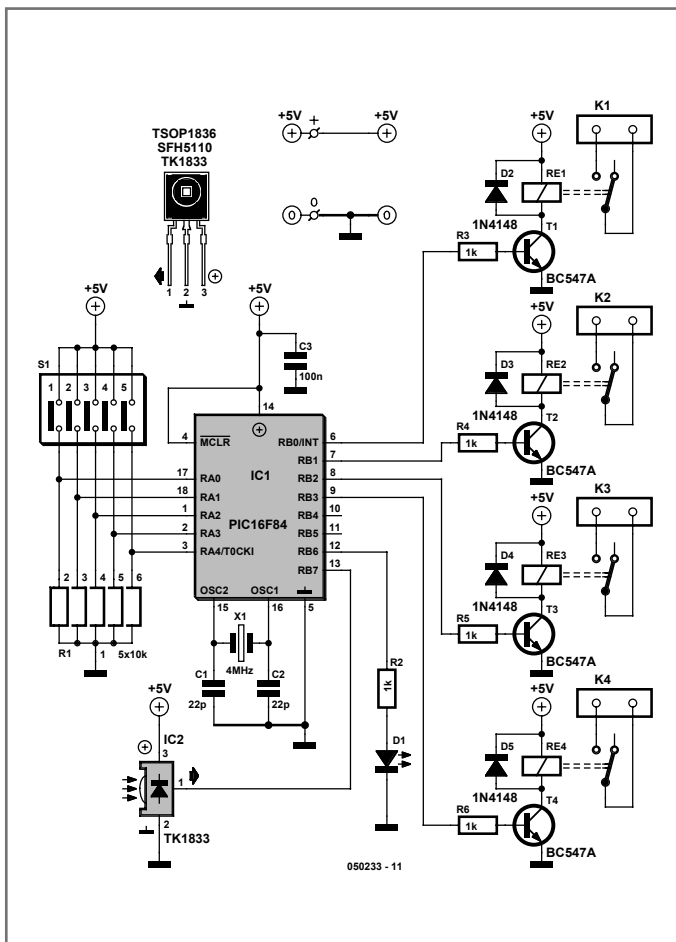 TSOP1836
SFH5110
TK1833
1 2 3
+5V + +5V
0 0 0
+5V K1
D2 RE1
1N4148 T1
R3
1k
BC547A
+5V K2
D3 RE2
1N4148 T2
R4
1k
BC547A
+5V K3
D4 RE3
1N4148 T3
R5
1k
BC547A
+5V K4
D5 RE4
1N4148 T4
R6
1k
BC547A
+5V
S1
1 2 3 4 5
2 3 4 5 6
R1 1 5x10k
+5V
C3
100n
14
4 MCLR RB0/INT 6
IC1 RB1 7
17 RA0 RB2 8
18 RA1 RB3 9
1 RA2 RB4 10
PIC16F84
2 RA3 RB5 11
3 RA4/T0CKI RB6 12
RB7 13
OSC2 OSC1
15 16 5
X1
4MHz
C1 C2
22p 22p
R2
1k
D1
+5V
IC2
3
1
2
TK1833
050233 - 11